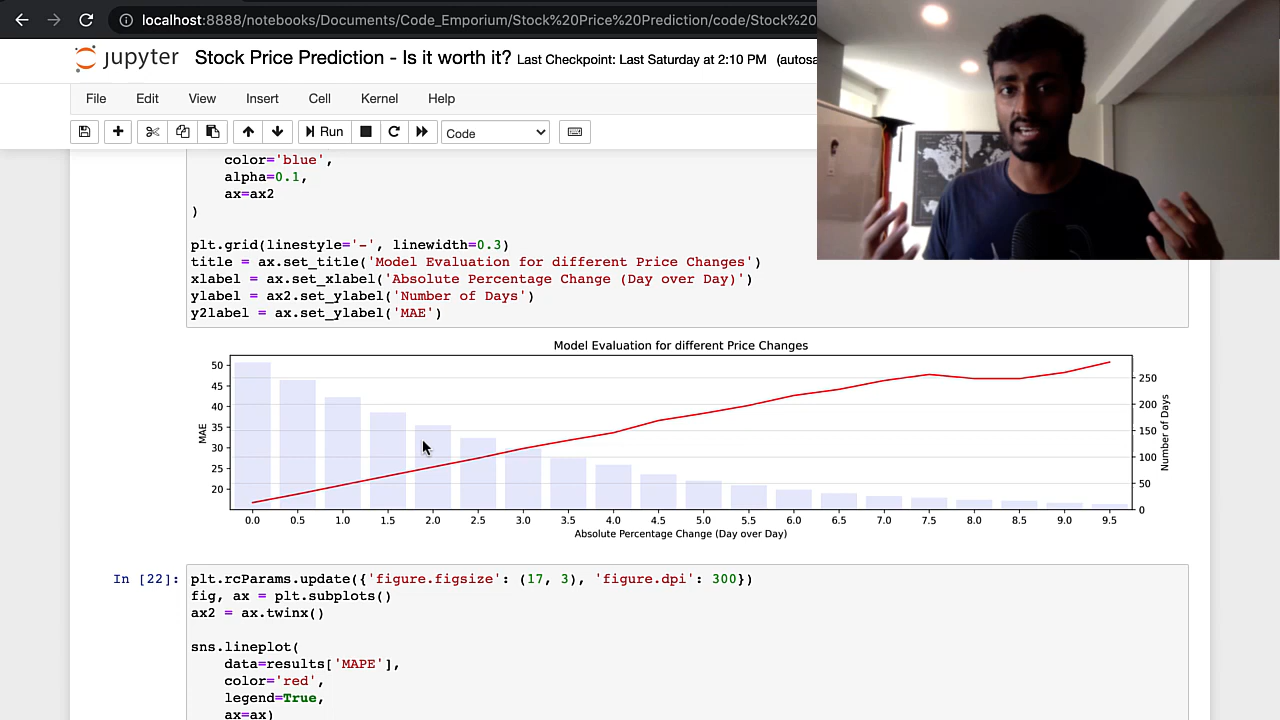 localhost:8888/notebooks/Documents/Code_Emporium/Stock%20Price%20Prediction/code/Stock%20
jupyter Stock Price Prediction - Is it worth it? Last Checkpoint: Last Saturday at 2:10 PM (autosa
File Edit View Insert Cell Kernel Help
Run Code
color='blue',
alpha=0.1,
ax=ax2
)
plt.grid(linestyle='-', linewidth=0.3)
title = ax.set_title('Model Evaluation for different Price Changes')
xlabel = ax.set_xlabel('Absolute Percentage Change (Day over Day)')
ylabel = ax2.set_ylabel('Number of Days')
y2label = ax.set_ylabel('MAE')
Model Evaluation for different Price Changes
50
45
40
35
30
25
20
MAE
250
200
150
100
50
0
Number of Days
0.0 0.5 1.0 1.5 2.0 2.5 3.0 3.5 4.0 4.5 5.0 5.5 6.0 6.5 7.0 7.5 8.0 8.5 9.0 9.5
Absolute Percentage Change (Day over Day)
In [22]: plt.rcParams.update({'figure.figsize': (17, 3), 'figure.dpi': 300})
fig, ax = plt.subplots()
ax2 = ax.twinx()
sns.lineplot(
data=results['MAPE'],
color='red',
legend=True,
ax=ax)